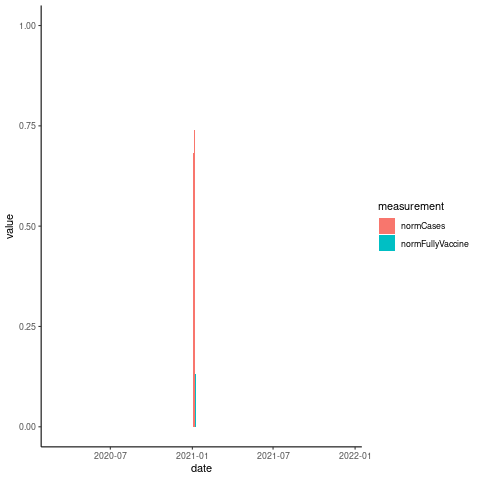 1.00
0.75
0.50
0.25
0.00
value
2020-07
2021-01
2021-07
2022-01
date
measurement
normCases
normFullyVaccine